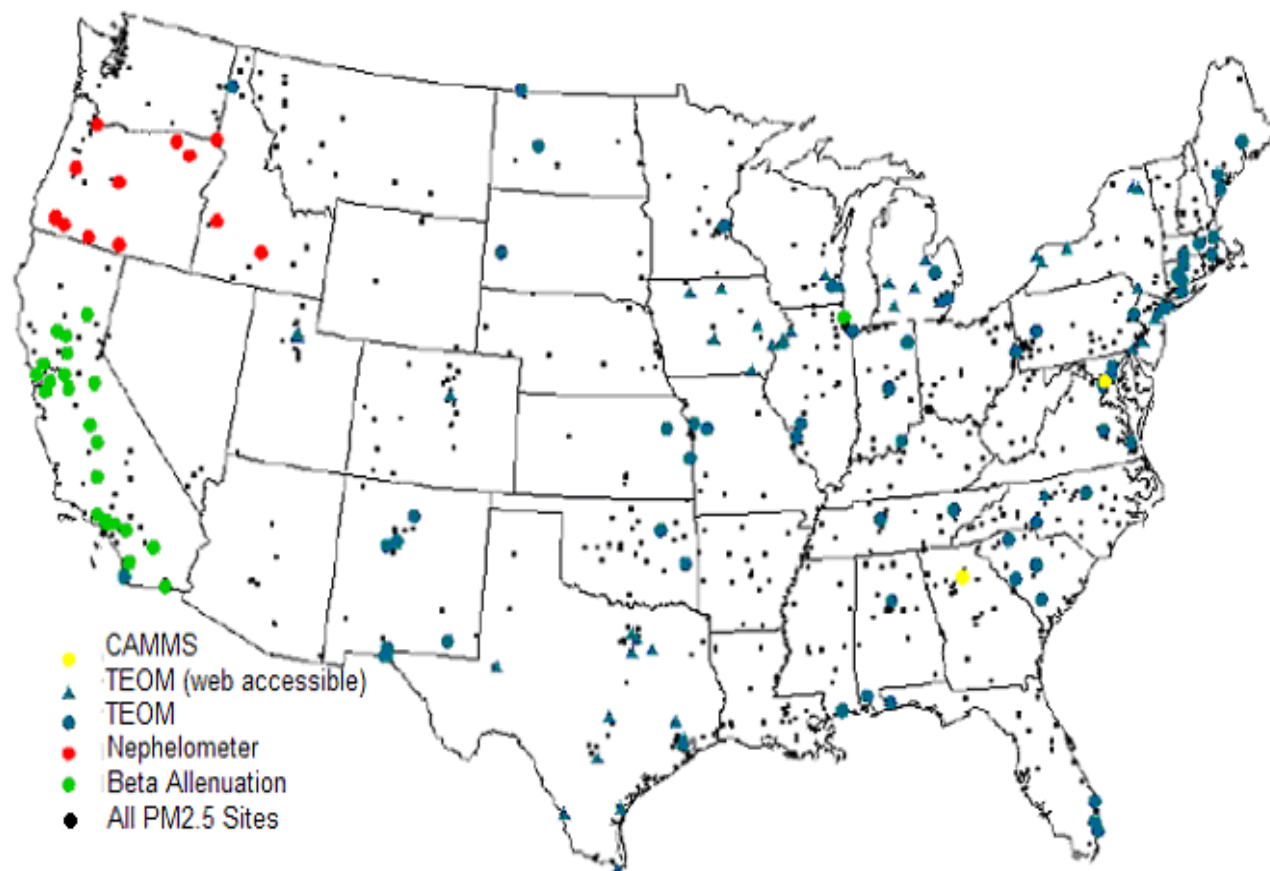 CAMMS
TEOM (web accessible)
TEOM
Nephelometer
Beta Allenuation
All PM2.5 Sites